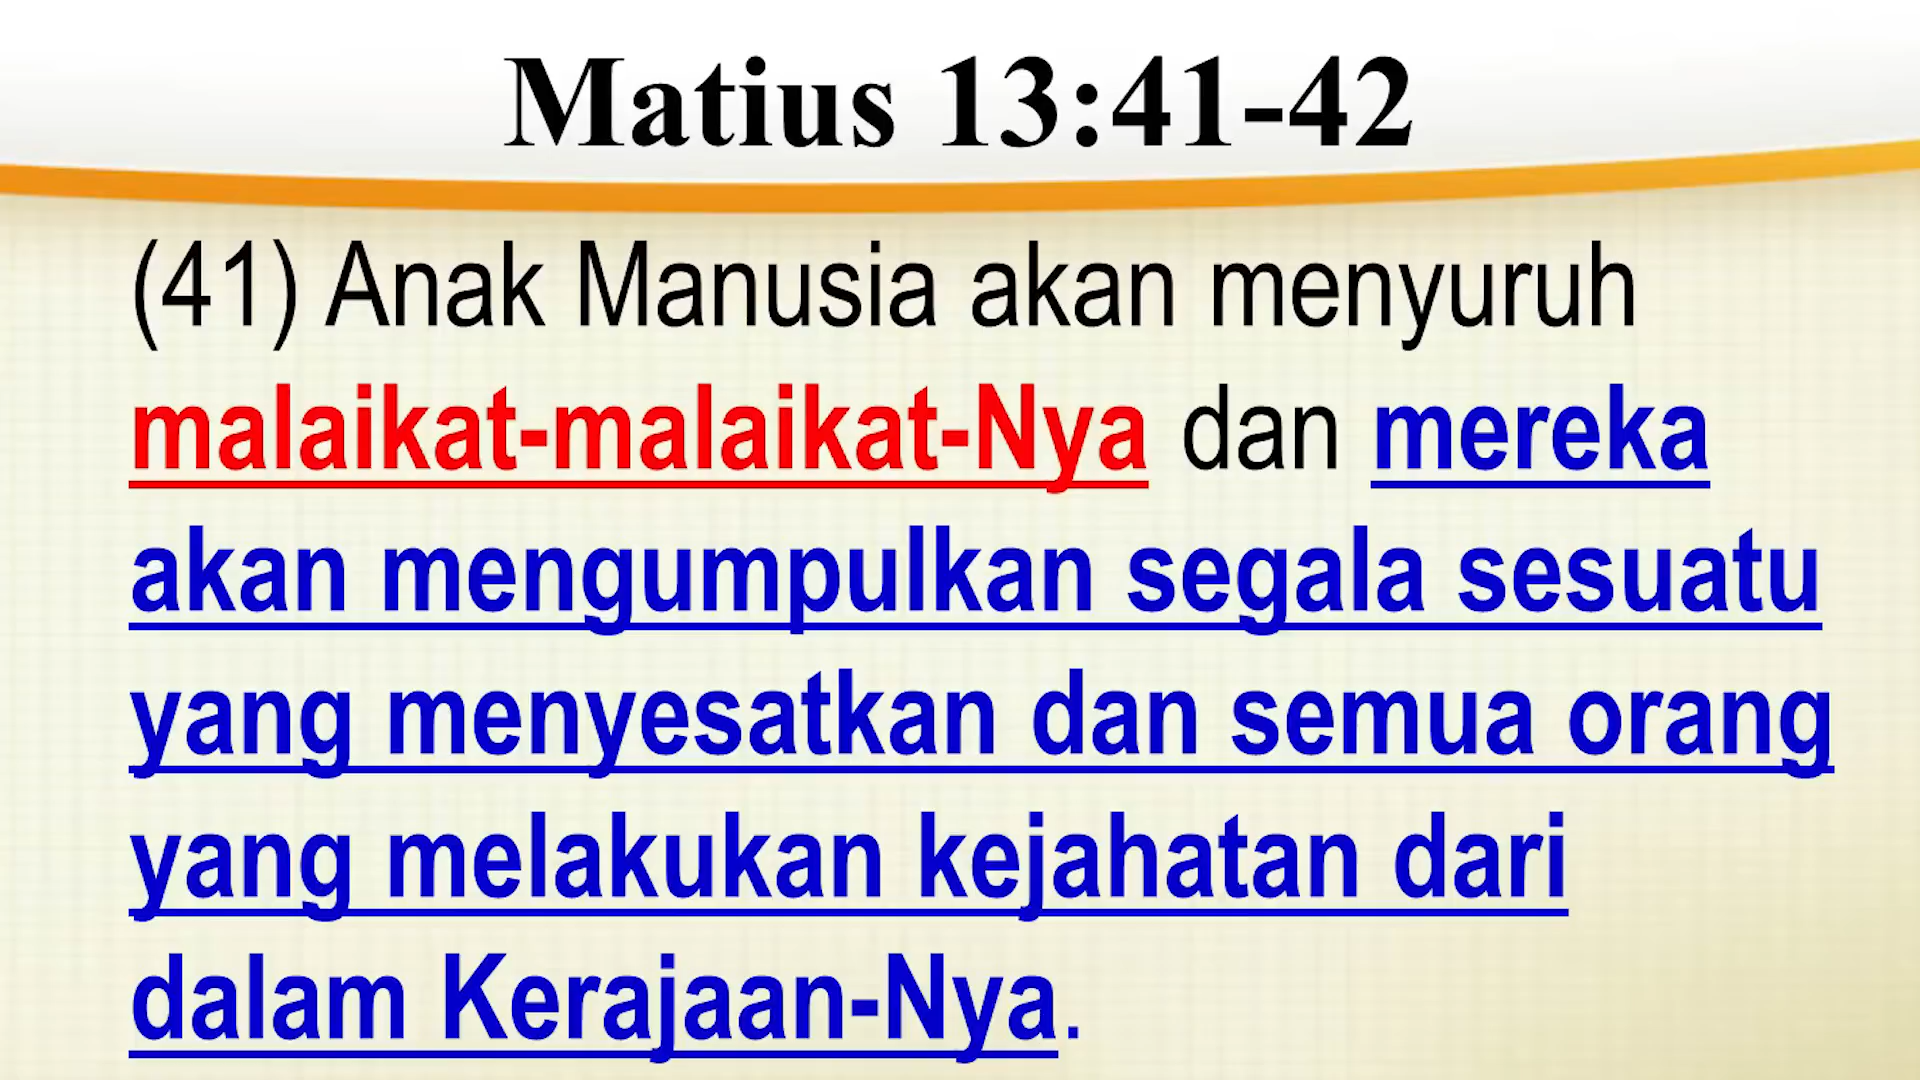 Matius 13:41-42
(41) Anak Manusia akan menyuruh
malaikat-malaikat-Nya dan mereka
akan mengumpulkan segala sesuatu
yang menyesatkan dan semua orang
yang melakukan kejahatan dari
dalam Kerajaan-Nya.